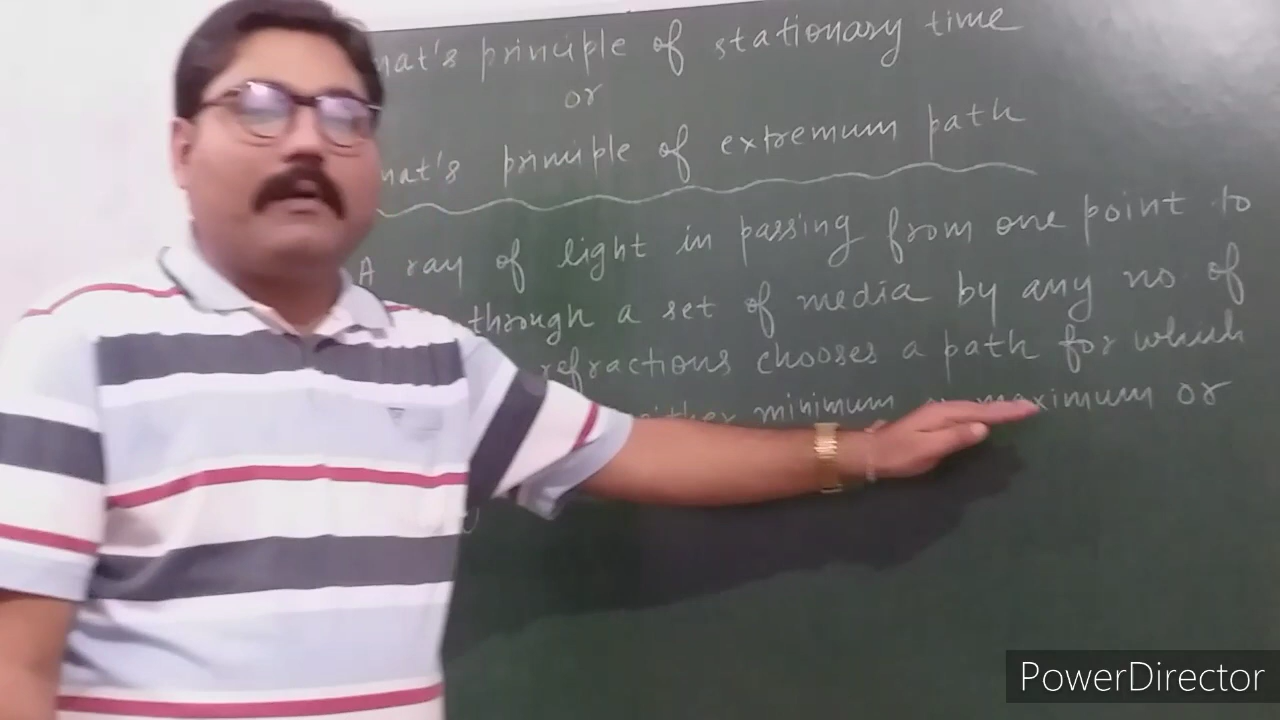 mat's principle of stationary time
or
mat's principle of extremum path
A ray of light in passing from one point to
through a set of media by any no of
refractions chooses a path for which
either minimum or maximum or
PowerDirector